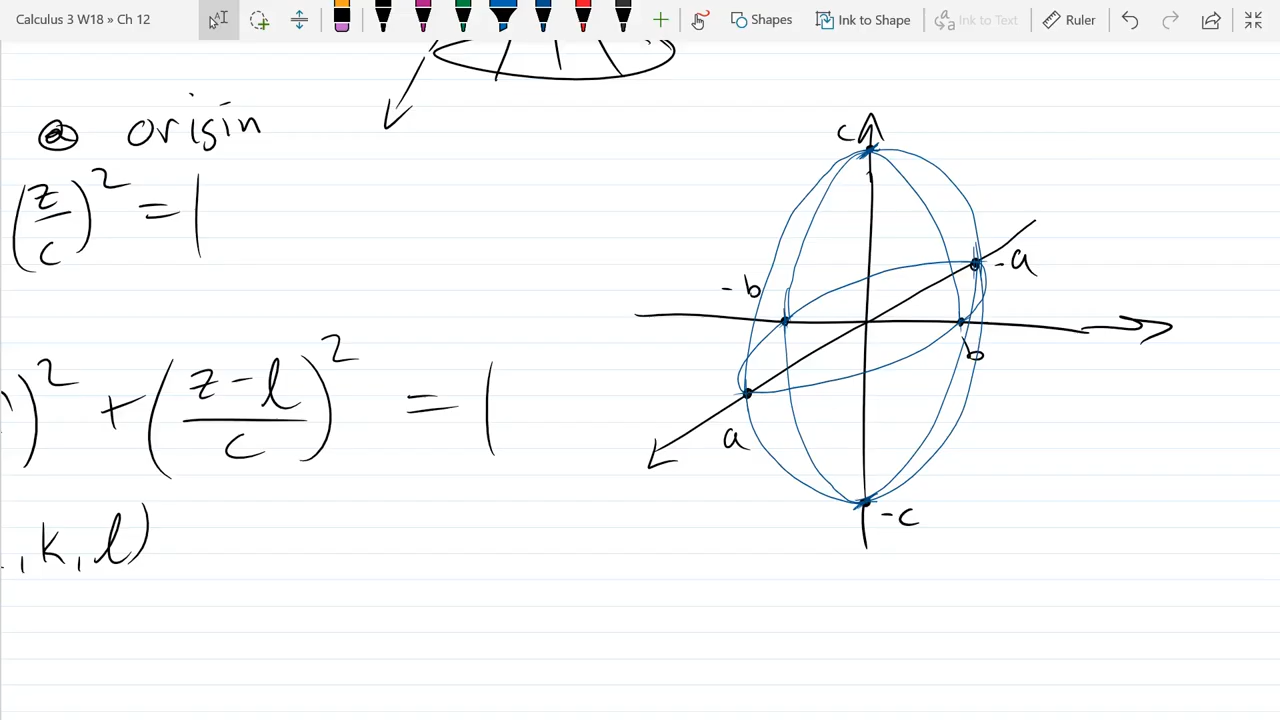 Calculus 3 W18 » Ch 12
Shapes
Ink to Shape
Ink to Text
Ruler
@ origin
(z/c)^2 = 1
)^2 + ((z-l)/c)^2 = 1
, k, l)
c
-a
-b
b
a
-c